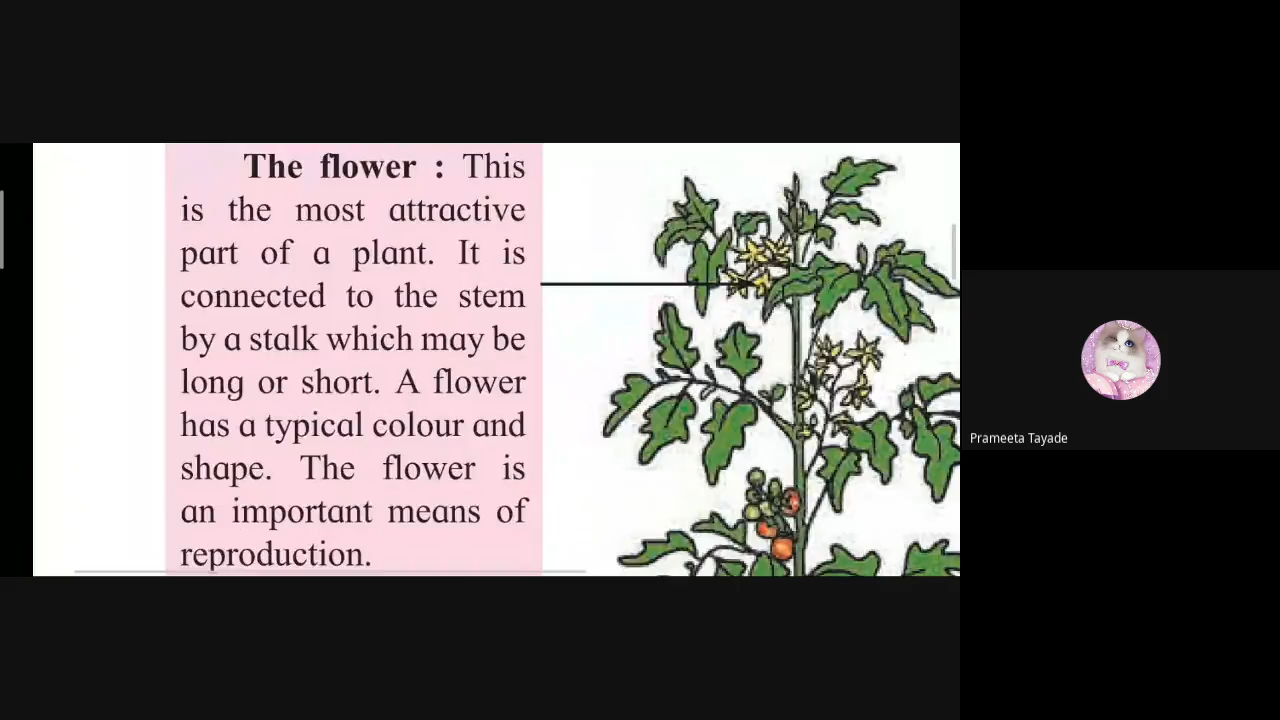 The flower : This
is the most attractive
part of a plant. It is
connected to the stem
by a stalk which may be
long or short. A flower
has a typical colour and
shape. The flower is
an important means of
reproduction.
Prameeta Tayade